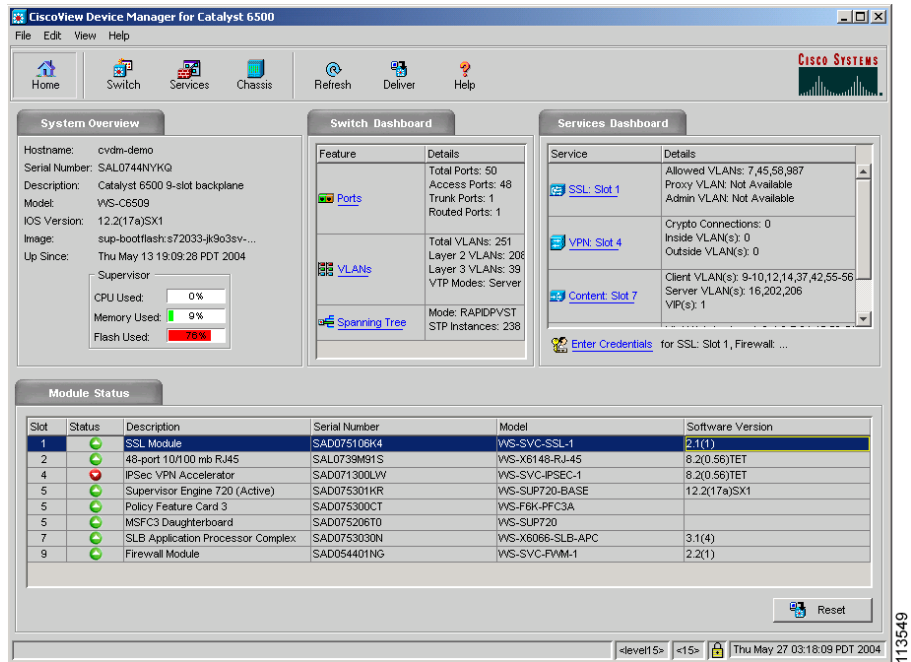 CiscoView Device Manager for Catalyst 6500
File Edit View Help
Home Switch Services Chassis Refresh Deliver Help
CISCO SYSTEMS
System Overview
Hostname: cvdm-demo
Serial Number: SAL0744NYKQ
Description: Catalyst 6500 9-slot backplane
Model: WS-C6509
IOS Version: 12.2(17a)SX1
Image: sup-bootflash:s72033-jk9o3sv-...
Up Since: Thu May 13 19:09:28 PDT 2004
Supervisor
CPU Used: 0%
Memory Used: 9%
Flash Used: 76%
Switch Dashboard
Feature Details
Ports
Total Ports: 50
Access Ports: 48
Trunk Ports: 1
Routed Ports: 1
VLANs
Total VLANs: 251
Layer 2 VLANs: 208
Layer 3 VLANs: 39
VTP Modes: Server
Spanning Tree
Mode: RAPIDPVST
STP Instances: 238
Services Dashboard
Service Details
SSL: Slot 1
Allowed VLANs: 7,45,58,987
Proxy VLAN: Not Available
Admin VLAN: Not Available
VPN: Slot 4
Crypto Connections: 0
Inside VLAN(s): 0
Outside VLAN(s): 0
Content: Slot 7
Client VLAN(s): 9-10,12,14,37,42,55-56
Server VLAN(s): 16,202,206
VIP(s): 1
Enter Credentials for SSL: Slot 1, Firewall: ...
Module Status
Slot Status Description Serial Number Model Software Version
1 SSL Module SAD075106K4 WS-SVC-SSL-1 2.1(1)
2 48-port 10/100 mb RJ45 SAL0739M91S WS-X6148-RJ-45 8.2(0.56)TET
4 IPSec VPN Accelerator SAD071300LW WS-SVC-IPSEC-1 8.2(0.56)TET
5 Supervisor Engine 720 (Active) SAD075301KR WS-SUP720-BASE 12.2(17a)SX1
5 Policy Feature Card 3 SAD075300CT WS-F6K-PFC3A
5 MSFC3 Daughterboard SAD075206T0 WS-SUP720
7 SLB Application Processor Complex SAD0753030N WS-X6066-SLB-APC 3.1(4)
9 Firewall Module SAD054401NG WS-SVC-FWM-1 2.2(1)
Reset
<level15> <15> Thu May 27 03:18:09 PDT 2004
113549